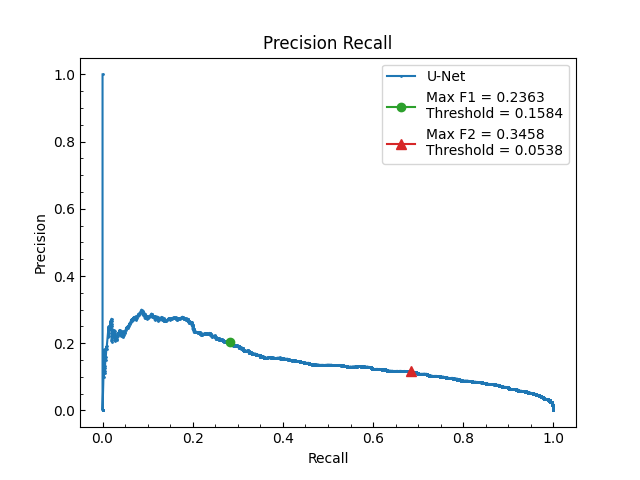 Precision Recall
1.0
0.8
0.6
0.4
0.2
0.0
Precision
U-Net
Max F1 = 0.2363
Threshold = 0.1584
Max F2 = 0.3458
Threshold = 0.0538
0.0 0.2 0.4 0.6 0.8 1.0
Recall